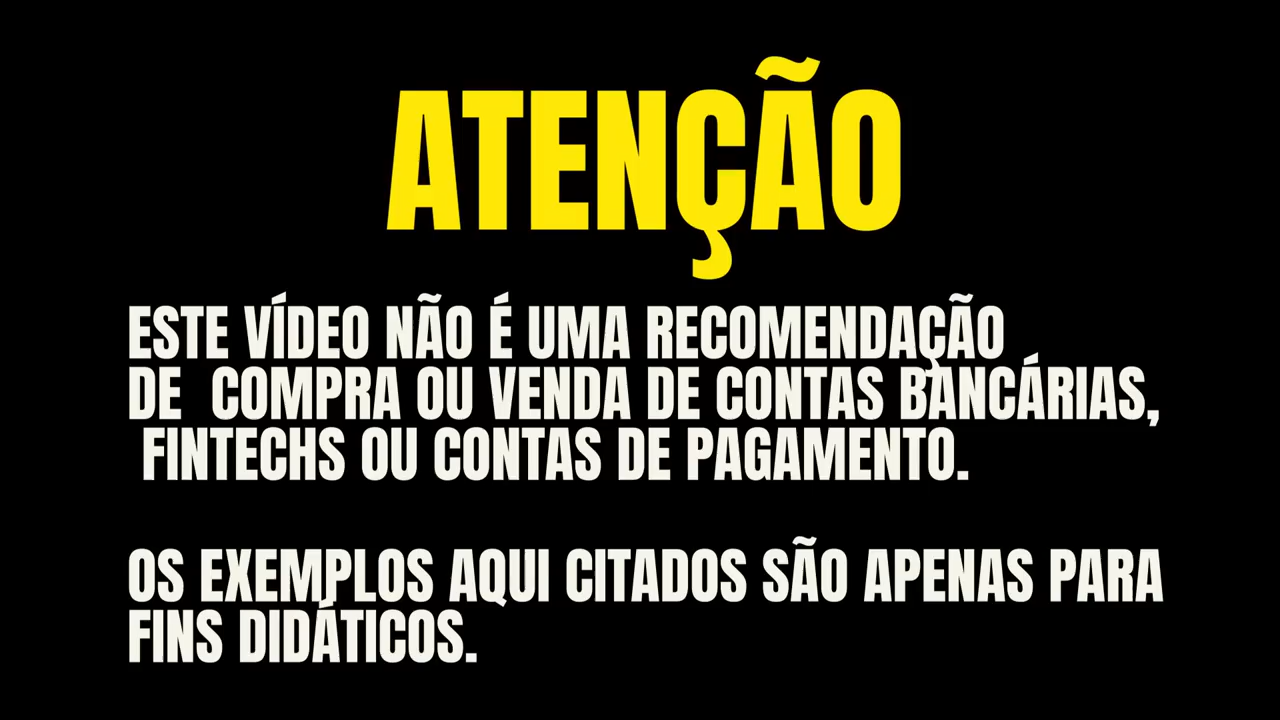 ATENÇÃO
ESTE VÍDEO NÃO É UMA RECOMENDAÇÃO
DE COMPRA OU VENDA DE CONTAS BANCÁRIAS,
FINTECHS OU CONTAS DE PAGAMENTO.
OS EXEMPLOS AQUI CITADOS SÃO APENAS PARA
FINS DIDÁTICOS.